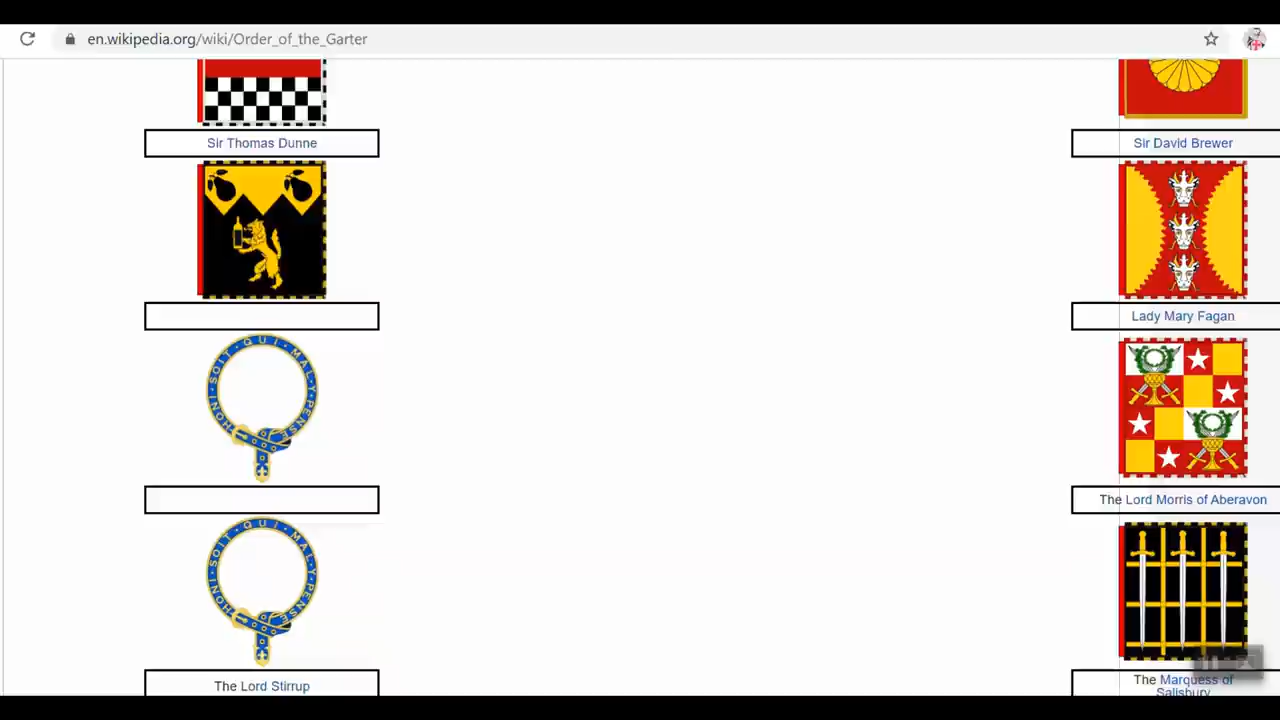 en.wikipedia.org/wiki/Order_of_the_Garter
Sir Thomas Dunne
Sir David Brewer
Lady Mary Fagan
HONI · SOIT · QUI · MAL · Y · PENSE
The Lord Morris of Aberavon
HONI · SOIT · QUI · MAL · Y · PENSE
The Lord Stirrup
The Marquess of
Salisbury